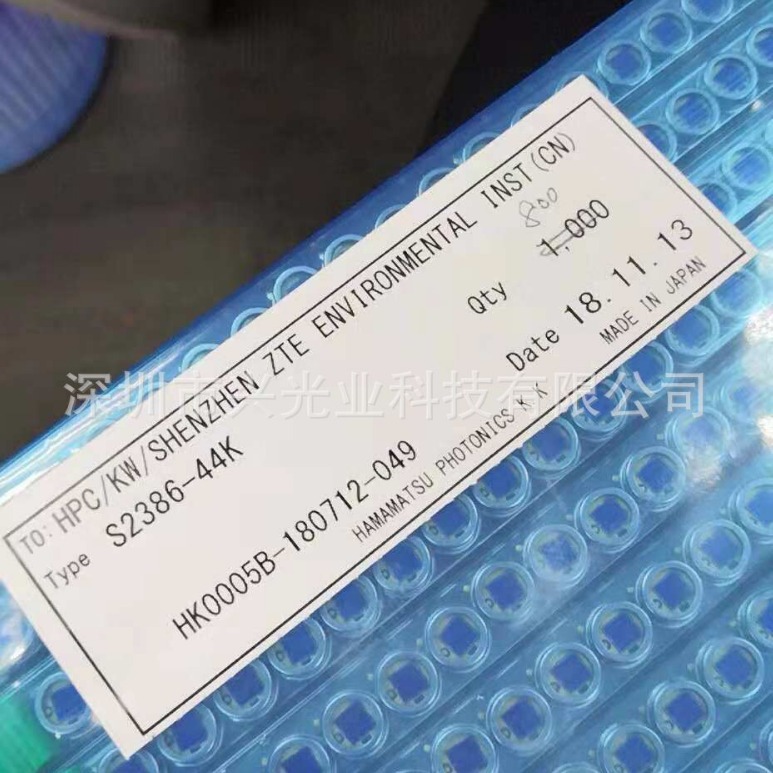 TO: HPC/KW/SHENZHEN ZTE ENVIRONMENTAL INST(CN)
Type S2386-44K
Qty 1,000 800
HK0005B-180712-049
Date 18.11.13
HAMAMATSU PHOTONICS K K
MADE IN JAPAN
深圳市兴光业科技有限公司